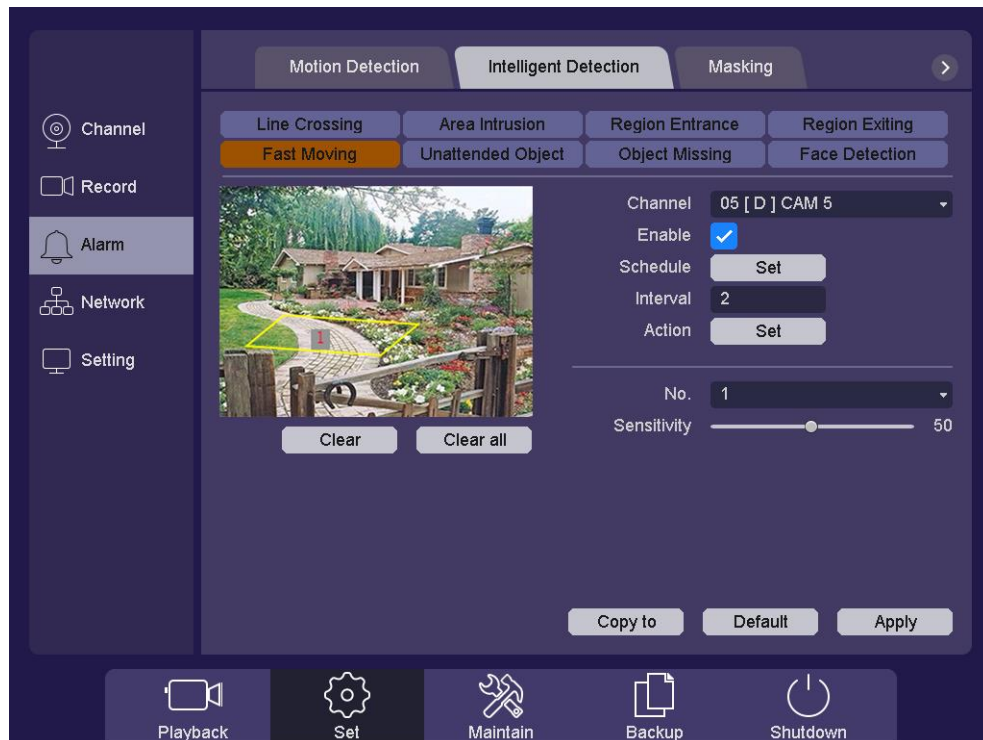 Motion Detection Intelligent Detection Masking
Channel
Record
Alarm
Network
Setting
Line Crossing Area Intrusion Region Entrance Region Exiting
Fast Moving Unattended Object Object Missing Face Detection
1
Clear Clear all
Channel 05 [ D ] CAM 5
Enable
Schedule Set
Interval 2
Action Set
No. 1
Sensitivity 50
Copy to Default Apply
Playback Set Maintain Backup Shutdown